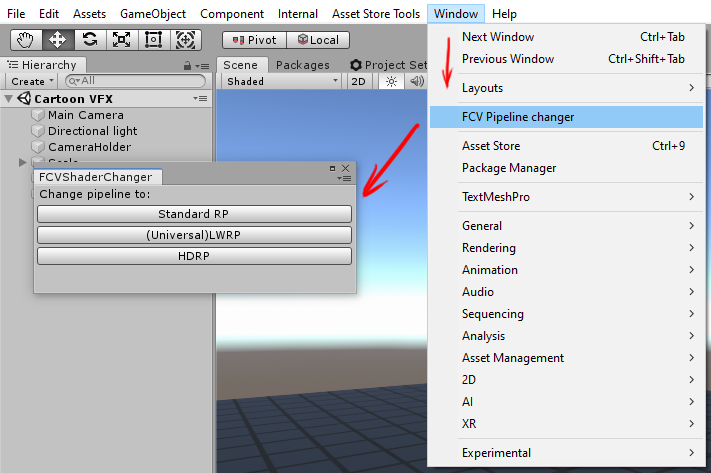 File Edit Assets GameObject Component Internal Asset Store Tools Window Help
Pivot Local
Hierarchy
Create All
Cartoon VFX
Main Camera
Directional light
CameraHolder
FCVShaderChanger
Change pipeline to:
Standard RP
(Universal)LWRP
HDRP
Scene Packages Project Set
Shaded 2D
Next Window Ctrl+Tab
Previous Window Ctrl+Shift+Tab
Layouts
FCV Pipeline changer
Asset Store Ctrl+9
Package Manager
TextMeshPro
General
Rendering
Animation
Audio
Sequencing
Analysis
Asset Management
2D
AI
XR
Experimental